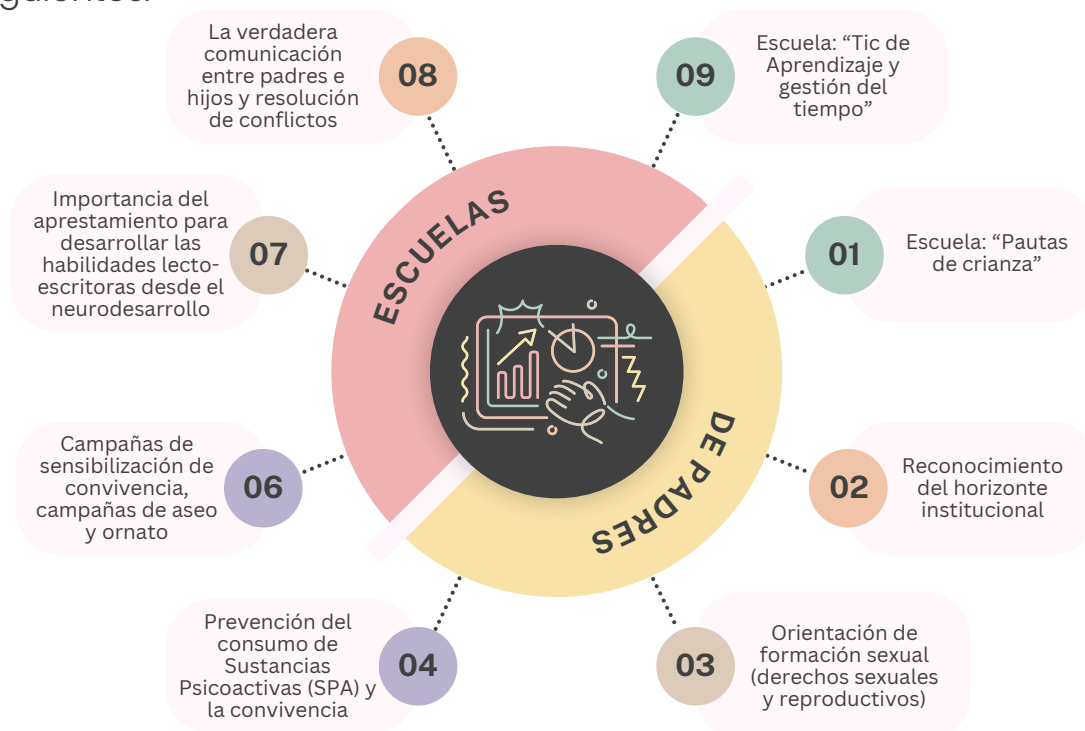 La verdadera
comunicación
entre padres e
hijos y resolución
de conflictos
08
09
Escuela: “Tic de
Aprendizaje y
gestión del
tiempo”
Importancia del
aprestamiento para
desarrollar las
habilidades lecto-
escritoras desde el
neurodesarrollo
07
ESCUELAS
01
Escuela: “Pautas
de crianza”
Campañas de
sensibilización de
convivencia,
campañas de aseo
y ornato
06
DE PADRES
02
Reconocimiento
del horizonte
institucional
Prevención del
consumo de
Sustancias
Psicoactivas (SPA) y
la convivencia
04
03
Orientación de
formación sexual
(derechos sexuales
y reproductivos)